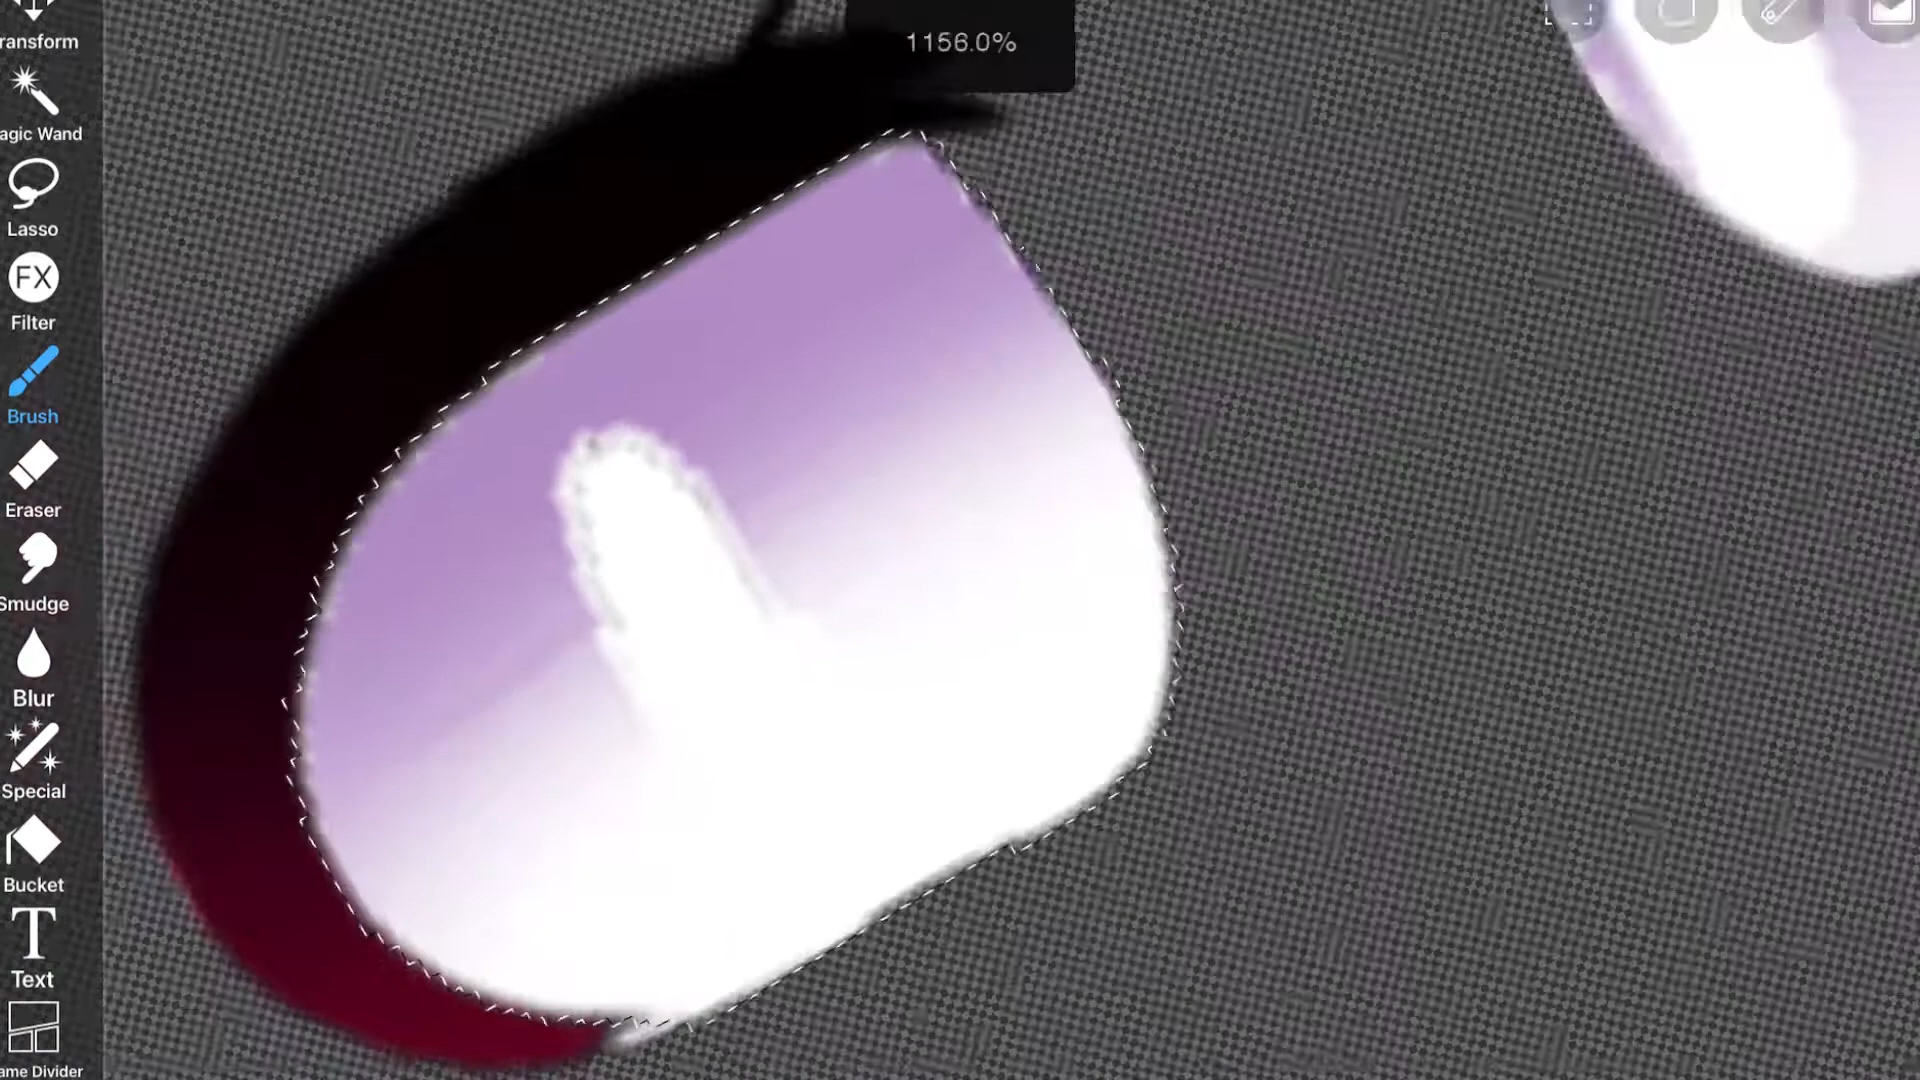 ransform
1156.0%
agic Wand
Lasso
FX
Filter
Brush
Eraser
Smudge
Blur
Special
Bucket
T
Text
ame Divider